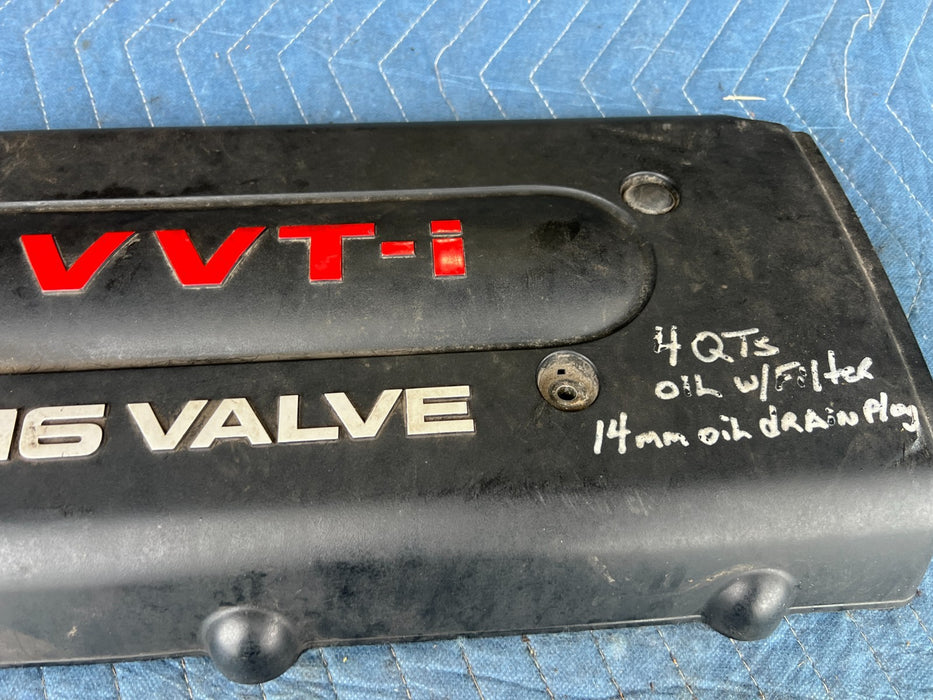 VVT-i
16 VALVE
4 QTs
OIL W/FIlter
14mm oil dRAIN Plug